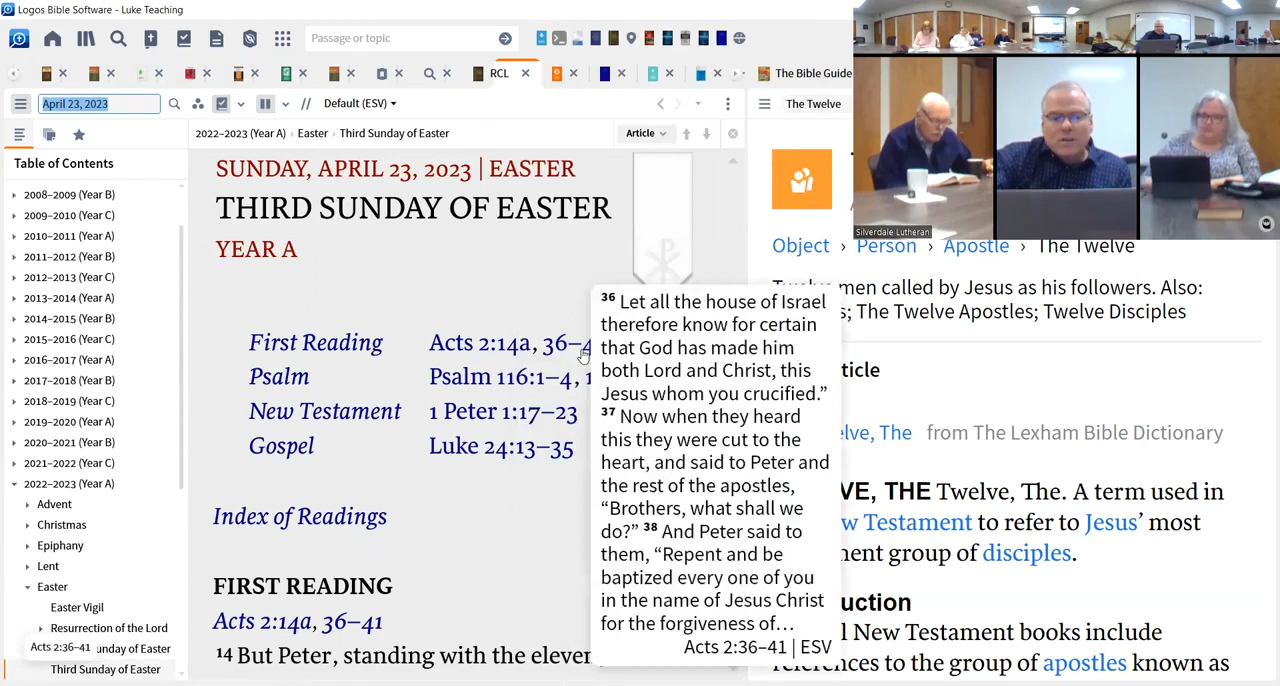 Logos Bible Software - Luke Teaching
Passage or topic
RCL
The Bible Guide
April 23, 2023
Default (ESV)
The Twelve
2022–2023 (Year A) › Easter › Third Sunday of Easter
Article
Table of Contents
2008–2009 (Year B)
2009–2010 (Year C)
2010–2011 (Year A)
2011–2012 (Year B)
2012–2013 (Year C)
2013–2014 (Year A)
2014–2015 (Year B)
2015–2016 (Year C)
2016–2017 (Year A)
2017–2018 (Year B)
2018–2019 (Year C)
2019–2020 (Year A)
2020–2021 (Year B)
2021–2022 (Year C)
2022–2023 (Year A)
Advent
Christmas
Epiphany
Lent
Easter
Easter Vigil
Resurrection of the Lord
Acts 2:36–41
unday of Easter
Third Sunday of Easter
SUNDAY, APRIL 23, 2023 | EASTER
THIRD SUNDAY OF EASTER
YEAR A
First Reading Acts 2:14a, 36–4
Psalm Psalm 116:1–4, 1
New Testament 1 Peter 1:17–23
Gospel Luke 24:13–35
Index of Readings
FIRST READING
Acts 2:14a, 36–41
14 But Peter, standing with the eleven
36 Let all the house of Israel
therefore know for certain
that God has made him
both Lord and Christ, this
Jesus whom you crucified.”
37 Now when they heard
this they were cut to the
heart, and said to Peter and
the rest of the apostles,
“Brothers, what shall we
do?” 38 And Peter said to
them, “Repent and be
baptized every one of you
in the name of Jesus Christ
for the forgiveness of…
Acts 2:36–41 | ESV
Silverdale Lutheran
Object › Person › Apostle › The Twelve
men called by Jesus as his followers. Also:
s; The Twelve Apostles; Twelve Disciples
ticle
elve, The from The Lexham Bible Dictionary
VE, THE Twelve, The. A term used in
w Testament to refer to Jesus’ most
nent group of disciples.
uction
l New Testament books include
references to the group of apostles known as